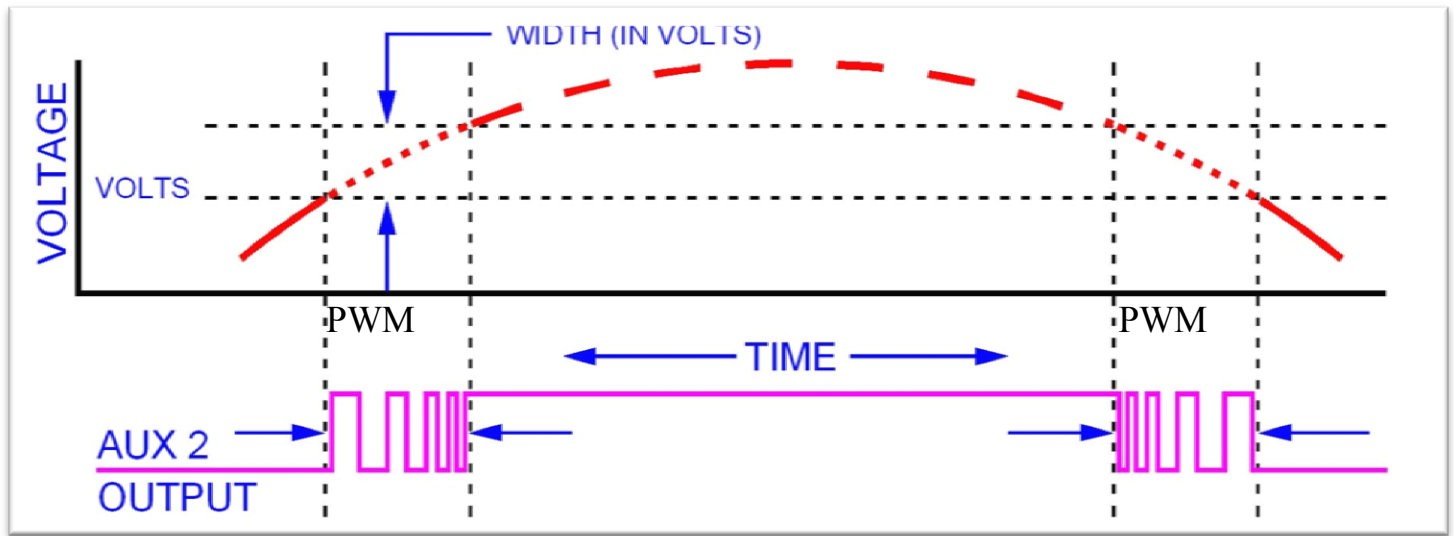 WIDTH (IN VOLTS)
VOLTAGE
VOLTS
PWM
PWM
TIME
AUX 2
OUTPUT